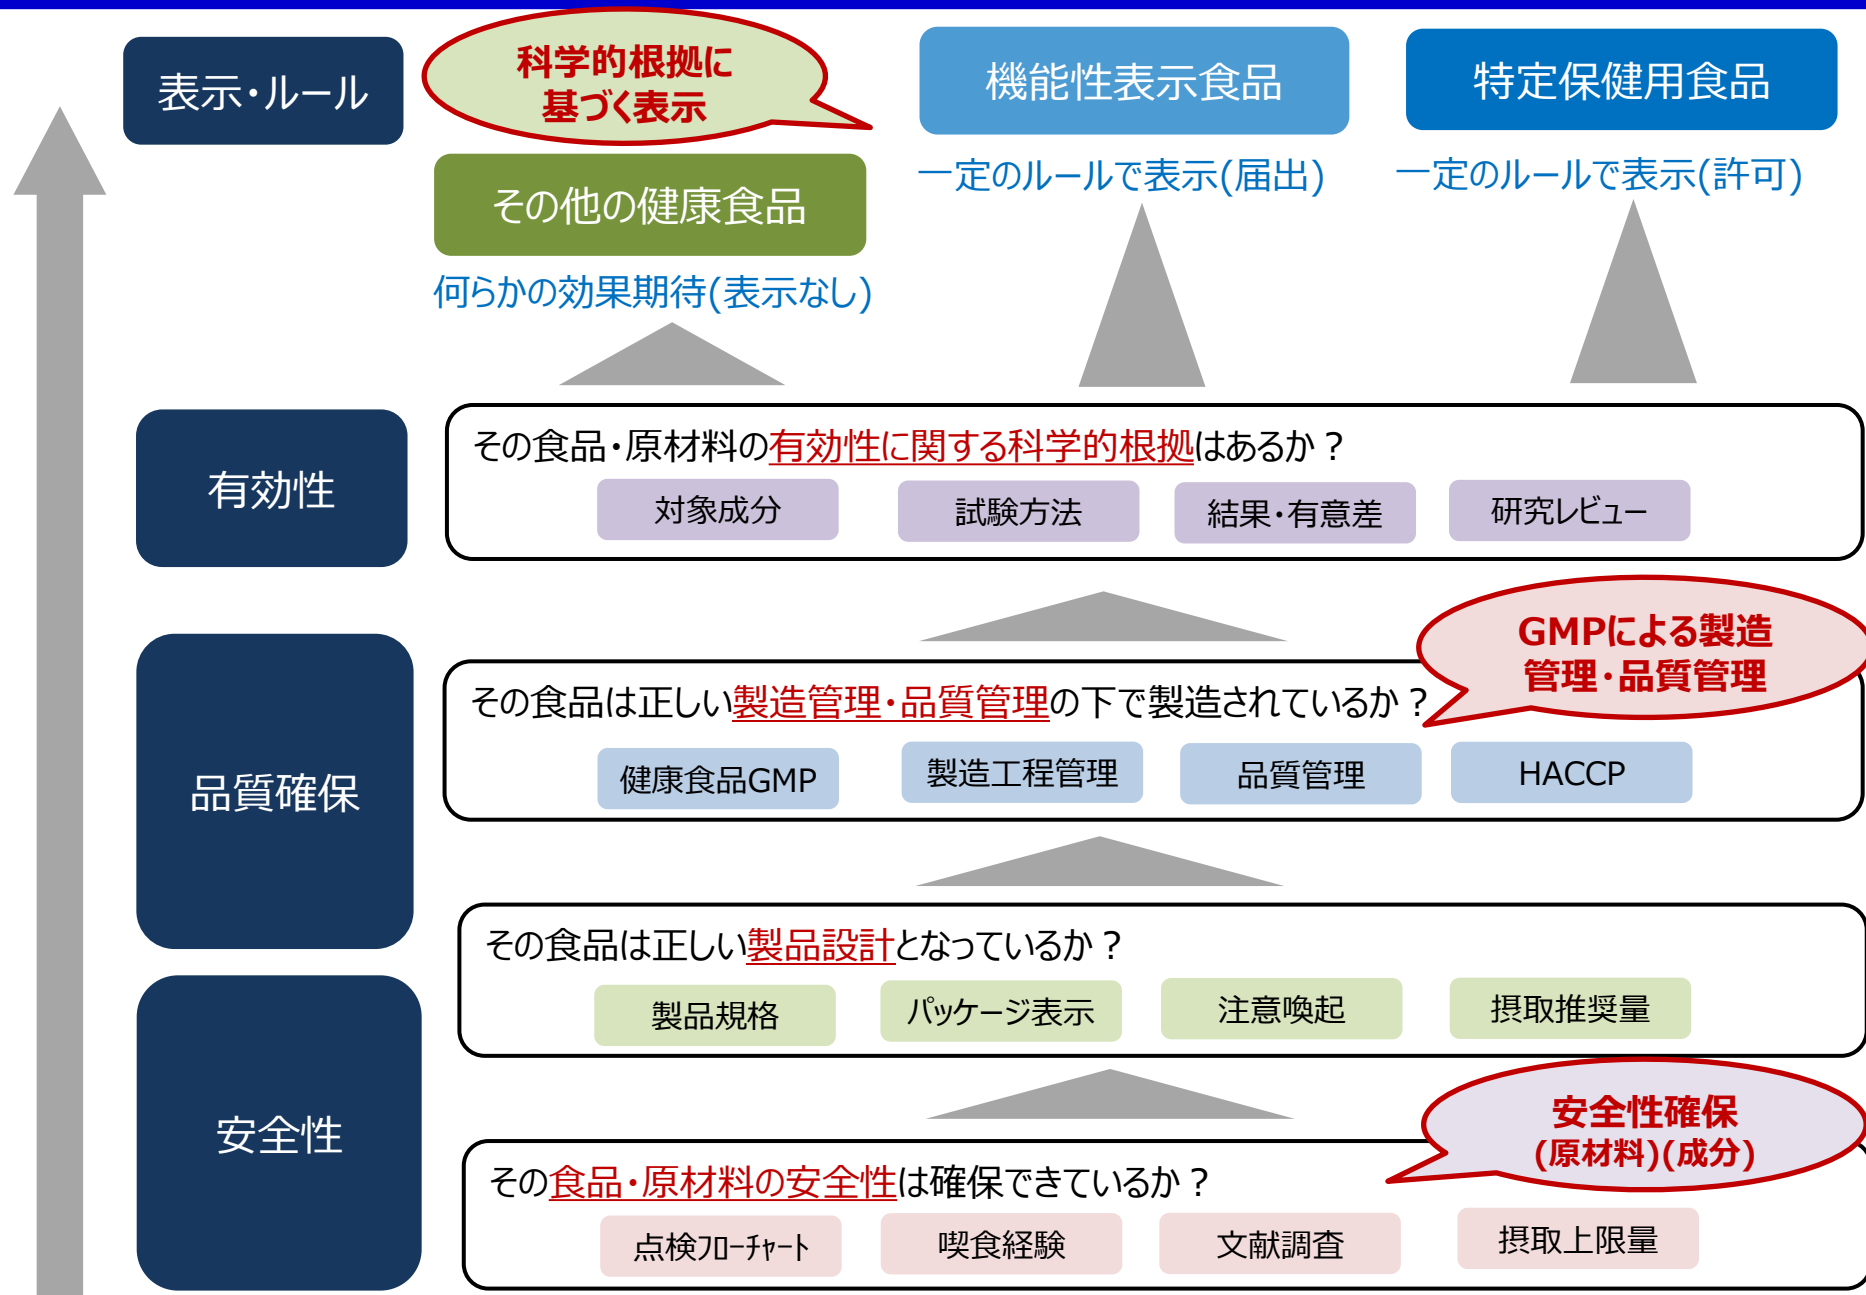 表示・ルール
科学的根拠に
基づく表示
機能性表示食品
特定保健用食品
一定のルールで表示(届出)
一定のルールで表示(許可)
その他の健康食品
何らかの効果期待(表示なし)
有効性
その食品・原材料の有効性に関する科学的根拠はあるか？
対象成分
試験方法
結果・有意差
研究レビュー
品質確保
GMPによる製造
管理・品質管理
その食品は正しい製造管理・品質管理の下で製造されているか？
健康食品GMP
製造工程管理
品質管理
HACCP
その食品は正しい製品設計となっているか？
製品規格
パッケージ表示
注意喚起
摂取推奨量
安全性
安全性確保
(原材料)(成分)
その食品・原材料の安全性は確保できているか？
点検ﾌﾛｰﾁｬｰﾄ
喫食経験
文献調査
摂取上限量